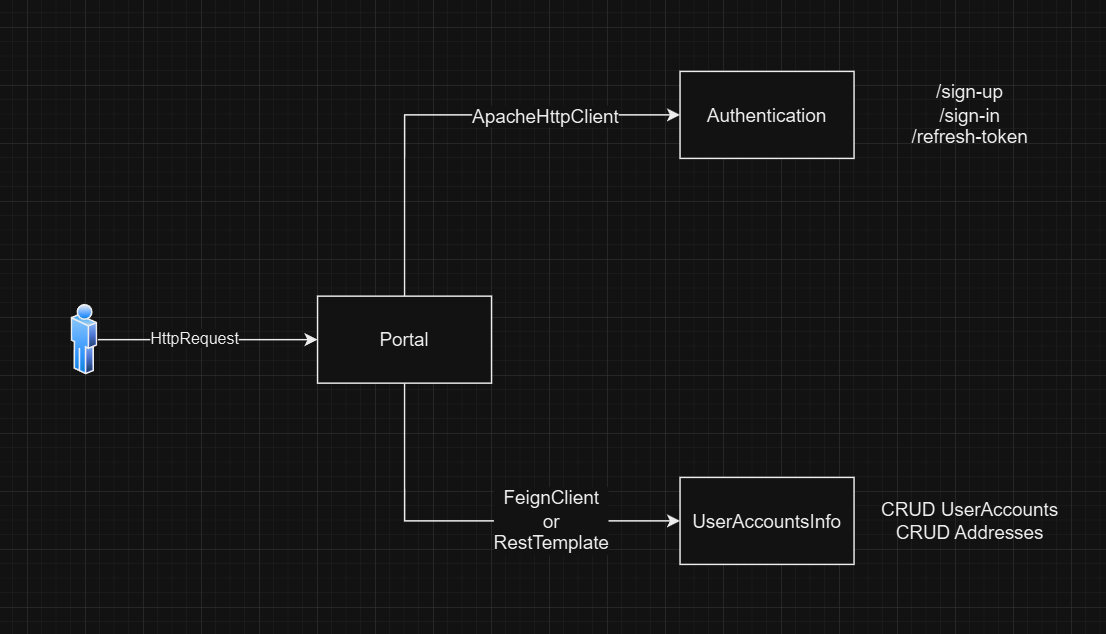 ApacheHttpClient
Authentication
/sign-up
/sign-in
/refresh-token
HttpRequest
Portal
FeignClient
or
RestTemplate
UserAccountsInfo
CRUD UserAccounts
CRUD Addresses